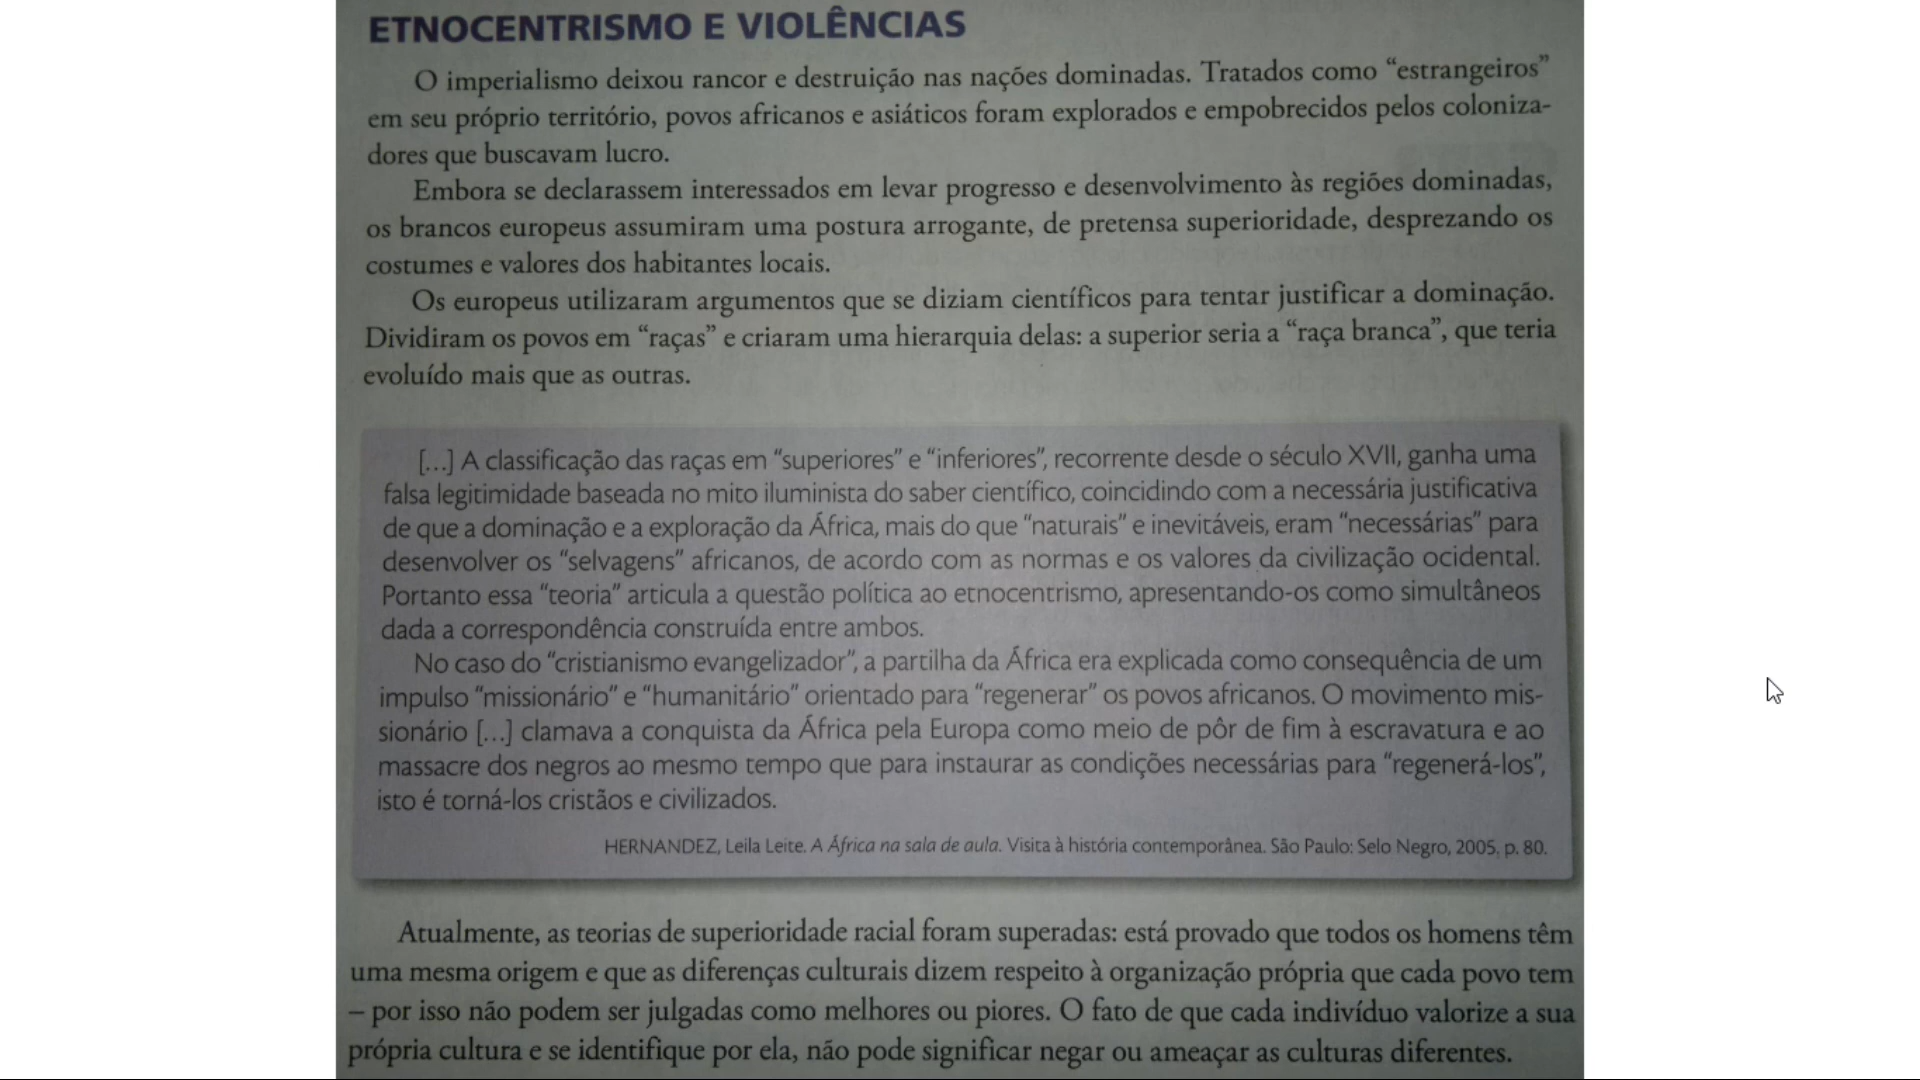 ETNOCENTRISMO E VIOLÊNCIAS
O imperialismo deixou rancor e destruição nas nações dominadas. Tratados como “estrangeiros”
em seu próprio território, povos africanos e asiáticos foram explorados e empobrecidos pelos coloniza-
dores que buscavam lucro.
Embora se declarassem interessados em levar progresso e desenvolvimento às regiões dominadas,
os brancos europeus assumiram uma postura arrogante, de pretensa superioridade, desprezando os
costumes e valores dos habitantes locais.
Os europeus utilizaram argumentos que se diziam científicos para tentar justificar a dominação.
Dividiram os povos em “raças” e criaram uma hierarquia delas: a superior seria a “raça branca”, que teria
evoluído mais que as outras.
[...] A classificação das raças em “superiores” e “inferiores”, recorrente desde o século XVII, ganha uma
falsa legitimidade baseada no mito iluminista do saber científico, coincidindo com a necessária justificativa
de que a dominação e a exploração da África, mais do que “naturais” e inevitáveis, eram “necessárias” para
desenvolver os “selvagens” africanos, de acordo com as normas e os valores da civilização ocidental.
Portanto essa “teoria” articula a questão política ao etnocentrismo, apresentando-os como simultâneos
dada a correspondência construída entre ambos.
No caso do “cristianismo evangelizador”, a partilha da África era explicada como consequência de um
impulso “missionário” e “humanitário” orientado para “regenerar” os povos africanos. O movimento mis-
sionário [...] clamava a conquista da África pela Europa como meio de pôr de fim à escravatura e ao
massacre dos negros ao mesmo tempo que para instaurar as condições necessárias para “regenerá-los”,
isto é torná-los cristãos e civilizados.
HERNANDEZ, Leila Leite. A África na sala de aula. Visita à história contemporânea. São Paulo: Selo Negro, 2005, p. 80.
Atualmente, as teorias de superioridade racial foram superadas: está provado que todos os homens têm
uma mesma origem e que as diferenças culturais dizem respeito à organização própria que cada povo tem
– por isso não podem ser julgadas como melhores ou piores. O fato de que cada indivíduo valorize a sua
própria cultura e se identifique por ela, não pode significar negar ou ameaçar as culturas diferentes.